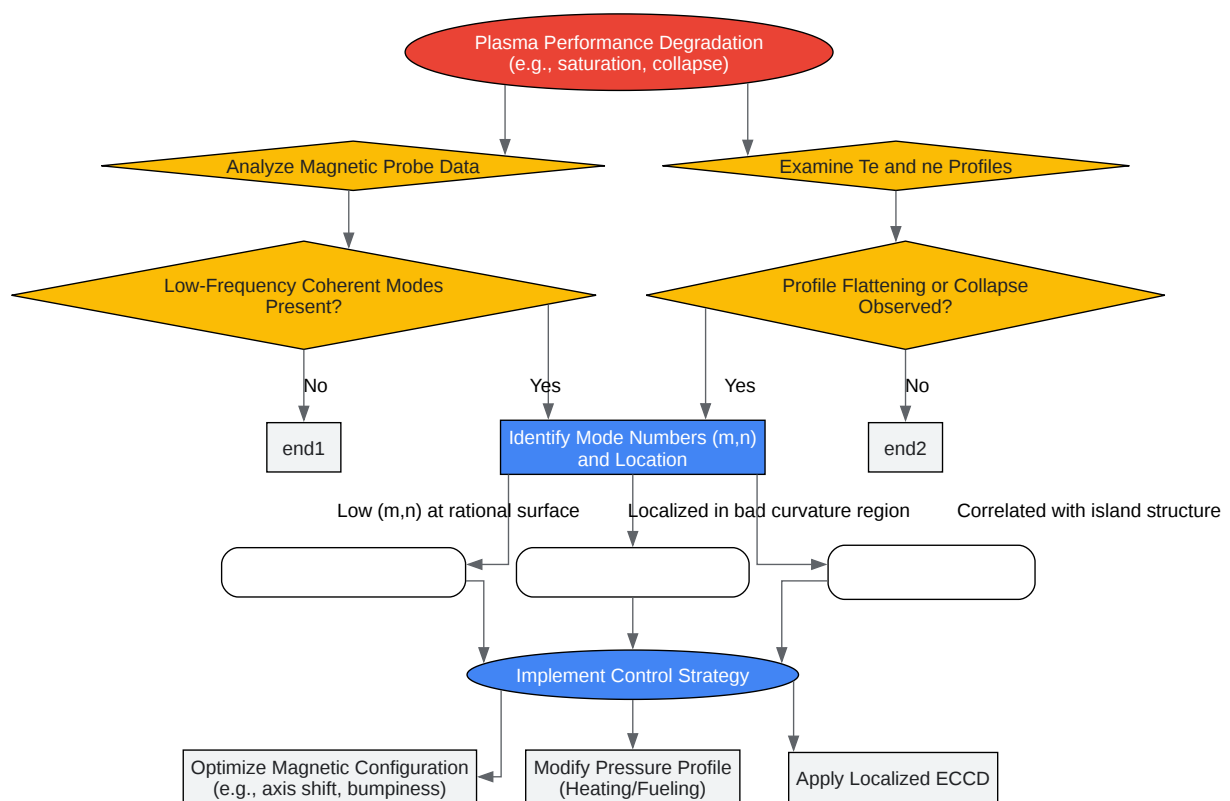 Plasma Performance Degradation
(e.g., saturation, collapse)
Analyze Magnetic Probe Data
Examine Te and ne Profiles
Low-Frequency Coherent Modes
Present?
Profile Flattening or Collapse
Observed?
No
Yes
Yes
No
end1
Identify Mode Numbers (m,n)
and Location
end2
Low (m,n) at rational surface
Localized in bad curvature region
Correlated with island structure
Implement Control Strategy
Optimize Magnetic Configuration
(e.g., axis shift, bumpiness)
Modify Pressure Profile
(Heating/Fueling)
Apply Localized ECCD